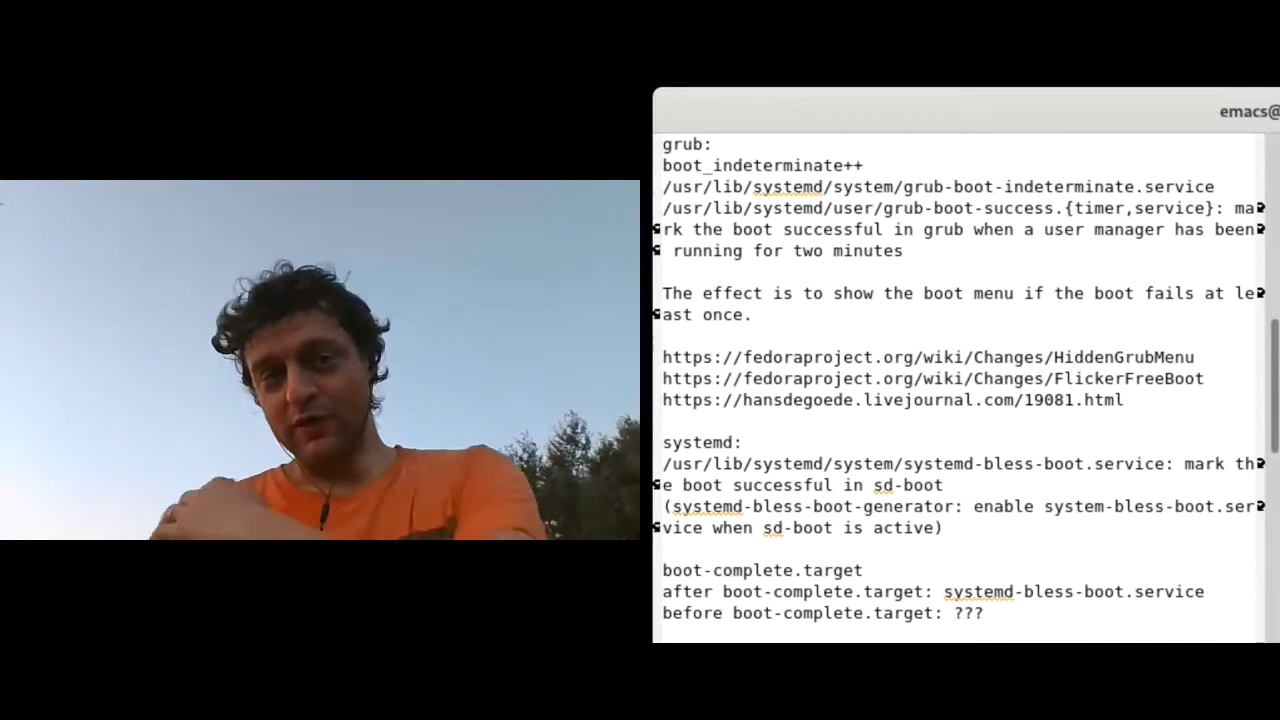 emacs@
grub:
boot_indeterminate++
/usr/lib/systemd/system/grub-boot-indeterminate.service
/usr/lib/systemd/user/grub-boot-success.{timer,service}: ma
rk the boot successful in grub when a user manager has been
running for two minutes
The effect is to show the boot menu if the boot fails at le
ast once.
https://fedoraproject.org/wiki/Changes/HiddenGrubMenu
https://fedoraproject.org/wiki/Changes/FlickerFreeBoot
https://hansdegoede.livejournal.com/19081.html
systemd:
/usr/lib/systemd/system/systemd-bless-boot.service: mark th
e boot successful in sd-boot
(systemd-bless-boot-generator: enable system-bless-boot.ser
vice when sd-boot is active)
boot-complete.target
after boot-complete.target: systemd-bless-boot.service
before boot-complete.target: ???